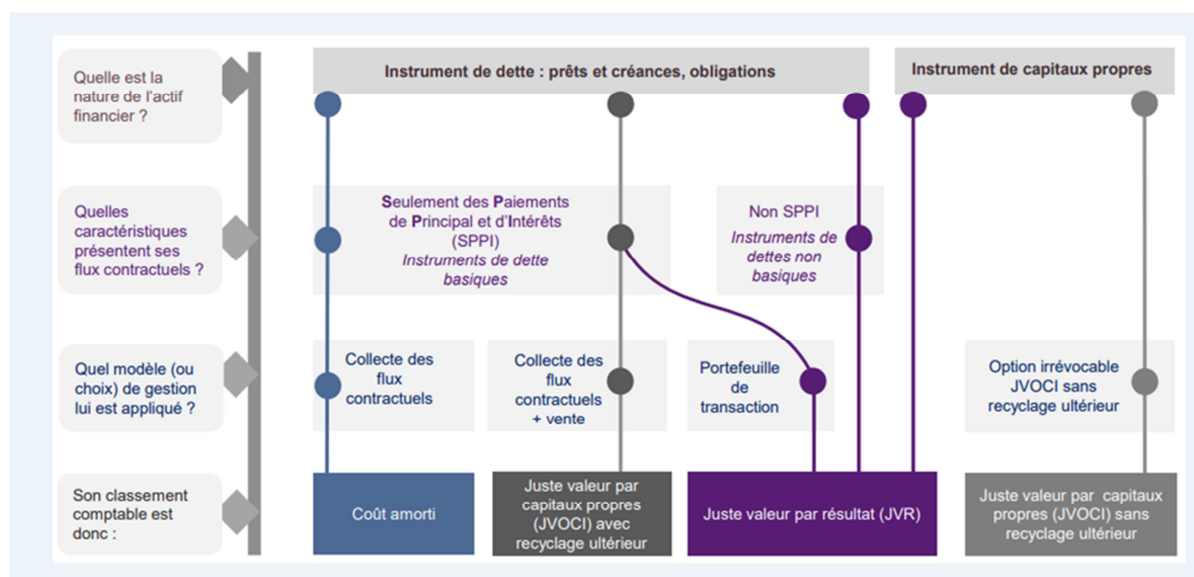 Quelle est la
nature de l'actif
financier ?
Instrument de dette : prêts et créances, obligations
Instrument de capitaux propres
Quelles
caractéristiques
présentent ses
flux contractuels ?
Seulement des Paiements
de Principal et d'Intérêts
(SPPI)
Instruments de dette
basiques
Non SPPI
Instruments de
dettes non
basiques
Quel modèle (ou
choix) de gestion
lui est appliqué ?
Collecte des
flux
contractuels
Collecte des
flux
contractuels
+ vente
Portefeuille
de
transaction
Option irrévocable
JVOCI sans
recyclage ultérieur
Son classement
comptable est
donc :
Coût amorti
Juste valeur par
capitaux propres
(JVOCI) avec
recyclage ultérieur
Juste valeur par résultat (JVR)
Juste valeur par capitaux
propres (JVOCI) sans
recyclage ultérieur